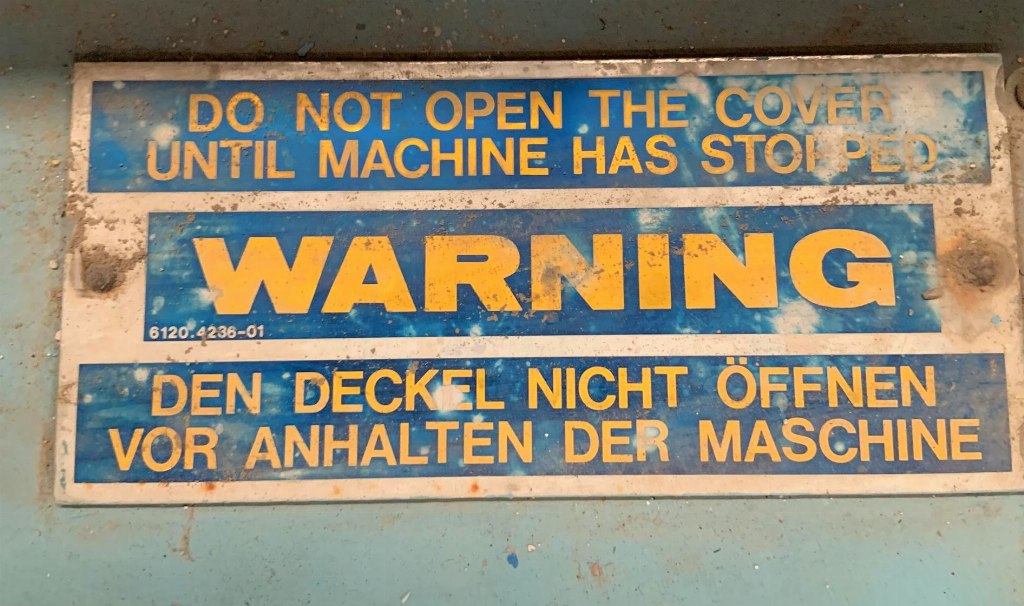 DO NOT OPEN THE COVER
UNTIL MACHINE HAS STOPPED
WARNING
6120.4236-01
DEN DECKEL NICHT ÖFFNEN
VOR ANHALTEN DER MASCHINE